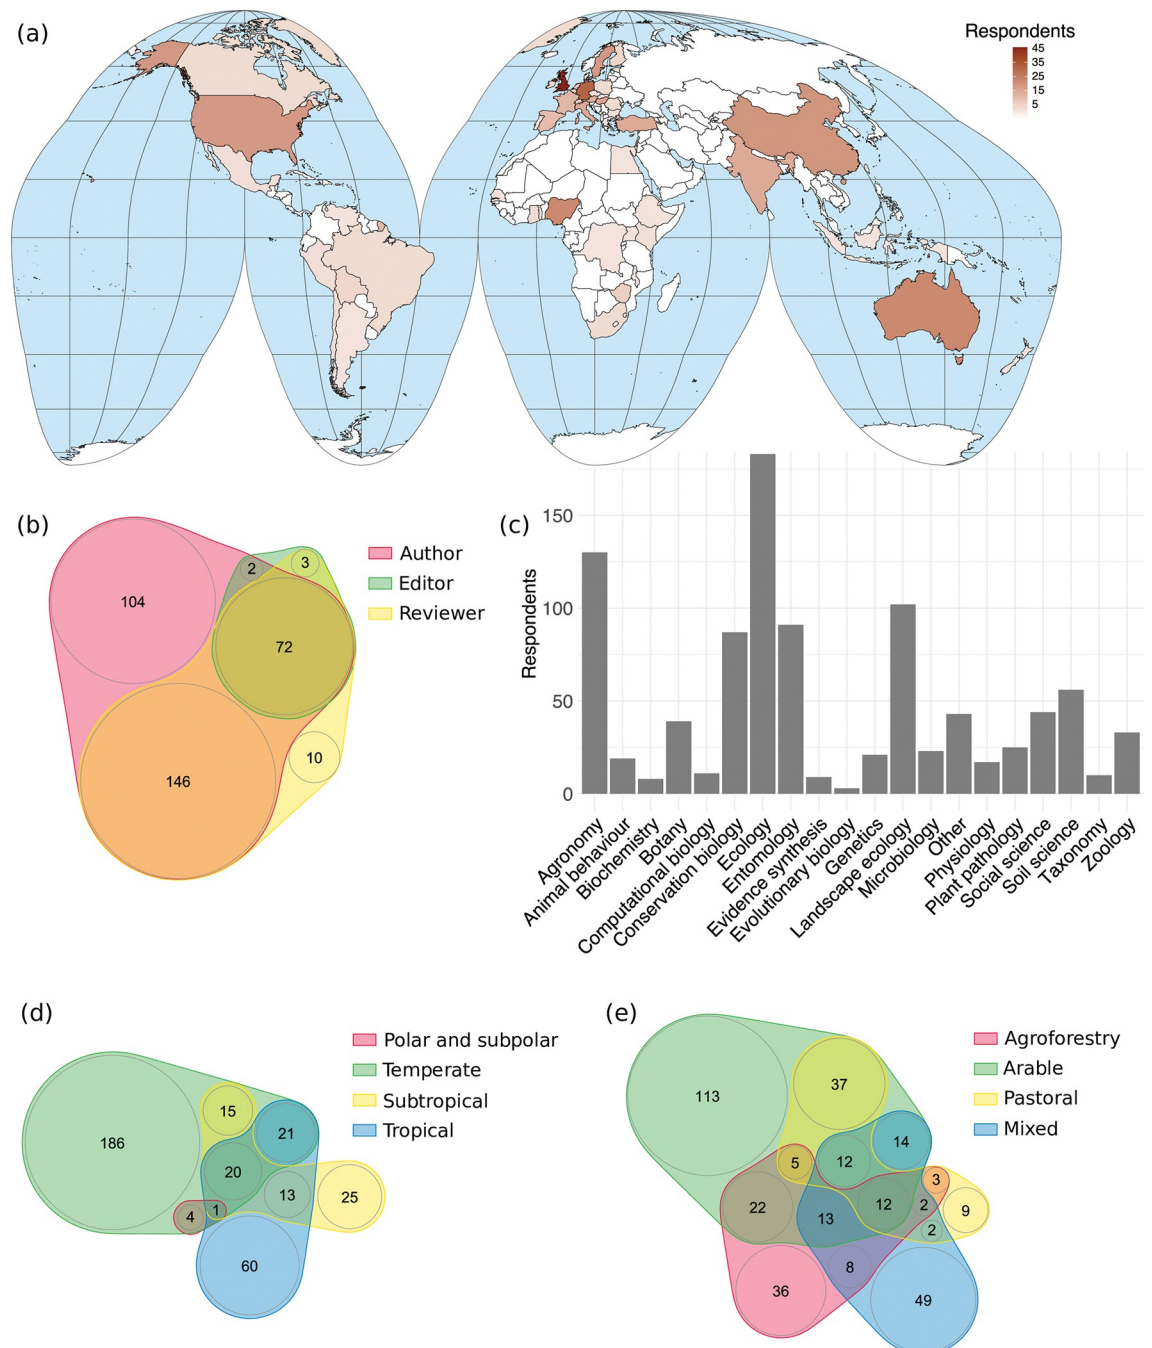 (a)
Respondents
45
35
25
15
5
(b)
104
2
3
72
146
10
Author
Editor
Reviewer
(c)
Respondents
150
100
50
0
Agronomy
Animal behaviour
Biochemistry
Botany
Computational biology
Conservation biology
Ecology
Entomology
Evidence synthesis
Evolutionary biology
Genetics
Landscape ecology
Microbiology
Other
Physiology
Plant pathology
Social science
Soil science
Taxonomy
Zoology
(d)
186
15
21
20
13
25
4
1
60
Polar and subpolar
Temperate
Subtropical
Tropical
(e)
113
37
14
5
12
3
22
13
12
2
9
2
8
36
49
Agroforestry
Arable
Pastoral
Mixed